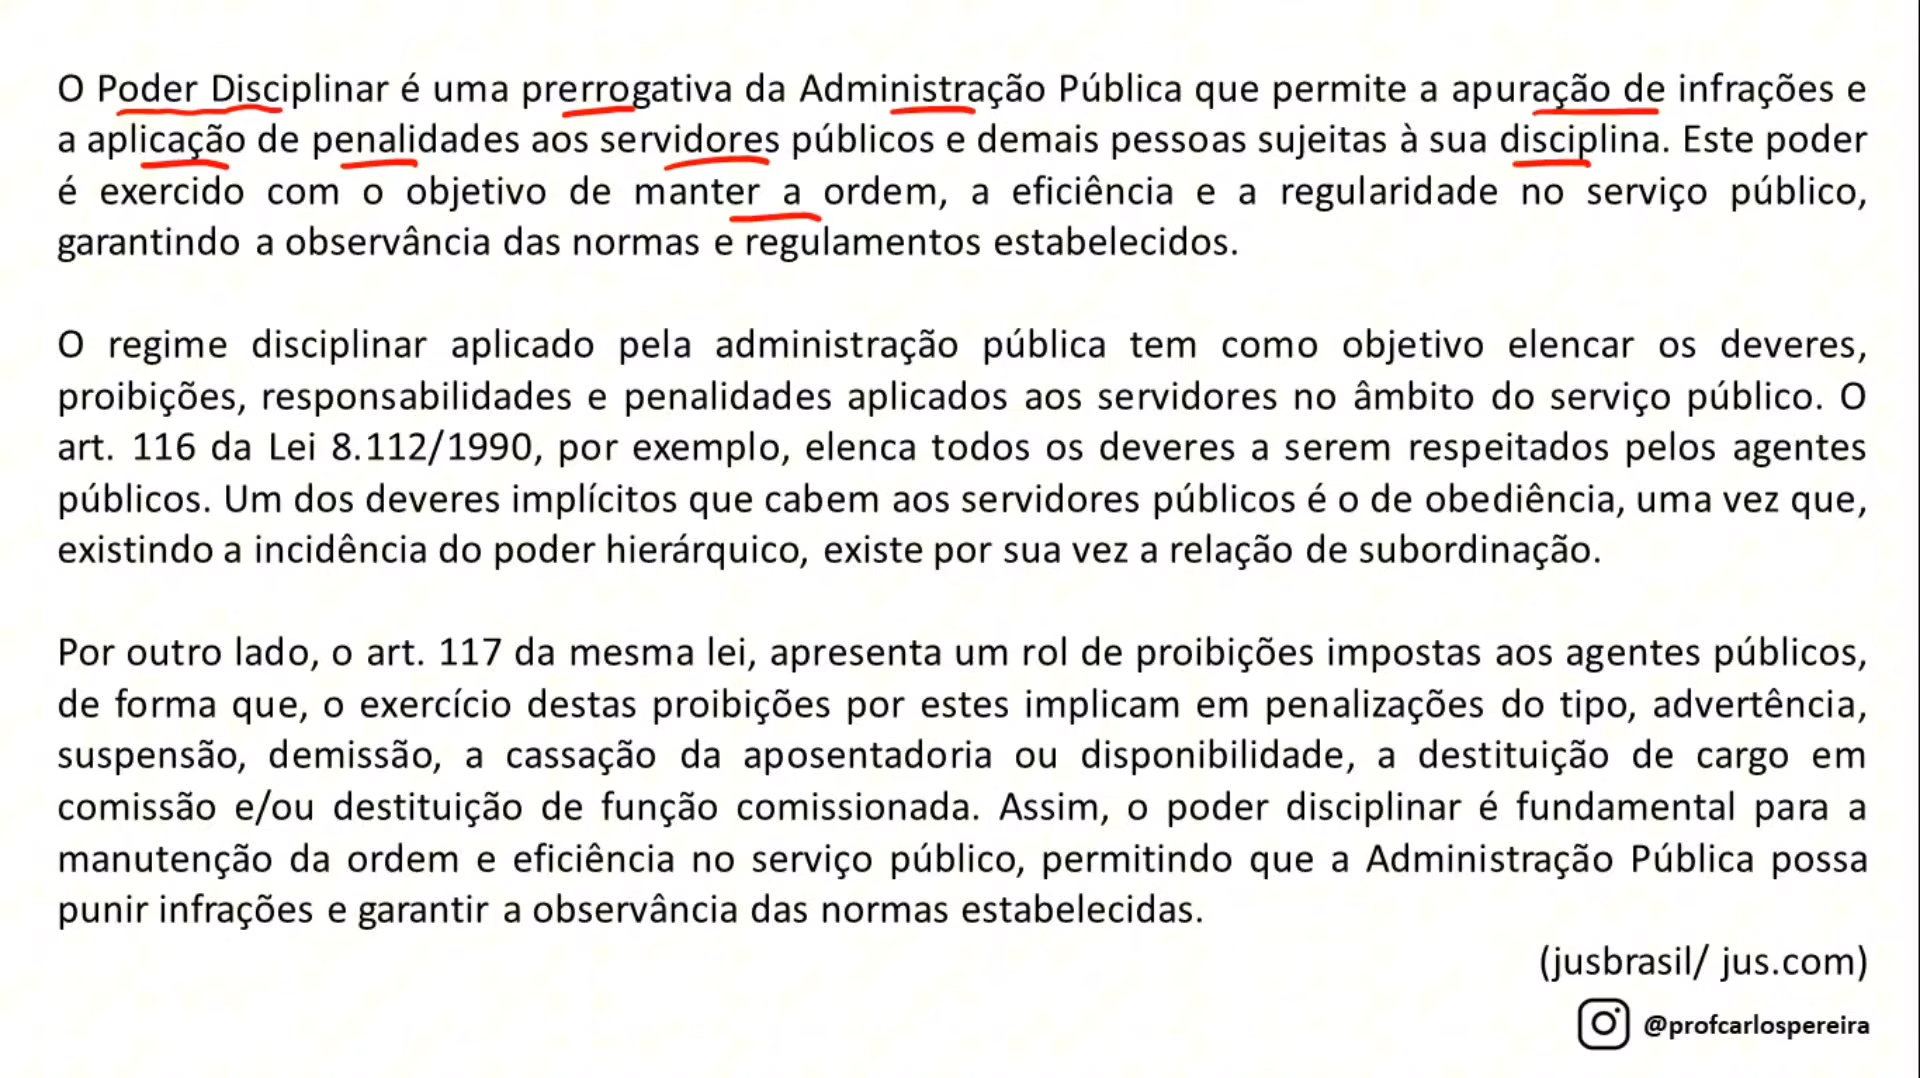 O Poder Disciplinar é uma prerrogativa da Administração Pública que permite a apuração de infrações e
a aplicação de penalidades aos servidores públicos e demais pessoas sujeitas à sua disciplina. Este poder
é exercido com o objetivo de manter a ordem, a eficiência e a regularidade no serviço público,
garantindo a observância das normas e regulamentos estabelecidos.
O regime disciplinar aplicado pela administração pública tem como objetivo elencar os deveres,
proibições, responsabilidades e penalidades aplicados aos servidores no âmbito do serviço público. O
art. 116 da Lei 8.112/1990, por exemplo, elenca todos os deveres a serem respeitados pelos agentes
públicos. Um dos deveres implícitos que cabem aos servidores públicos é o de obediência, uma vez que,
existindo a incidência do poder hierárquico, existe por sua vez a relação de subordinação.
Por outro lado, o art. 117 da mesma lei, apresenta um rol de proibições impostas aos agentes públicos,
de forma que, o exercício destas proibições por estes implicam em penalizações do tipo, advertência,
suspensão, demissão, a cassação da aposentadoria ou disponibilidade, a destituição de cargo em
comissão e/ou destituição de função comissionada. Assim, o poder disciplinar é fundamental para a
manutenção da ordem e eficiência no serviço público, permitindo que a Administração Pública possa
punir infrações e garantir a observância das normas estabelecidas.
(jusbrasil/ jus.com)
@profcarlospereira